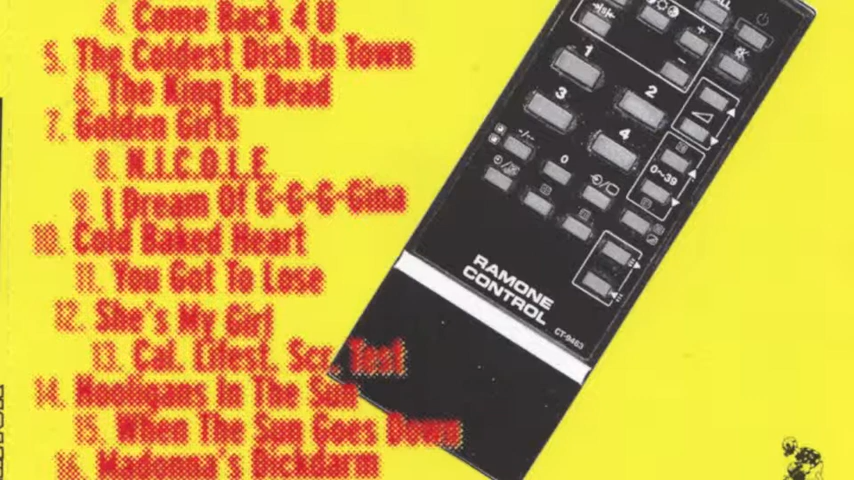 4. Come Back 4 U
5. The Coldest Dish In Town
6. The King Is Dead
7. Golden Girls
8. N.I.C.O.L.E.
9. I Dream Of G-G-G-Gina
10. Cold Baked Heart
11. You Got To Lose
12. She's My Girl
13. Cal. Celest. Scr. Test
14. Hooligans In The Sun
15. When The Sun Goes Down
16. Madonna's Dickdarm
1
2
3
4
-/--
0
0~39
RAMONE
CONTROL
CT-9463